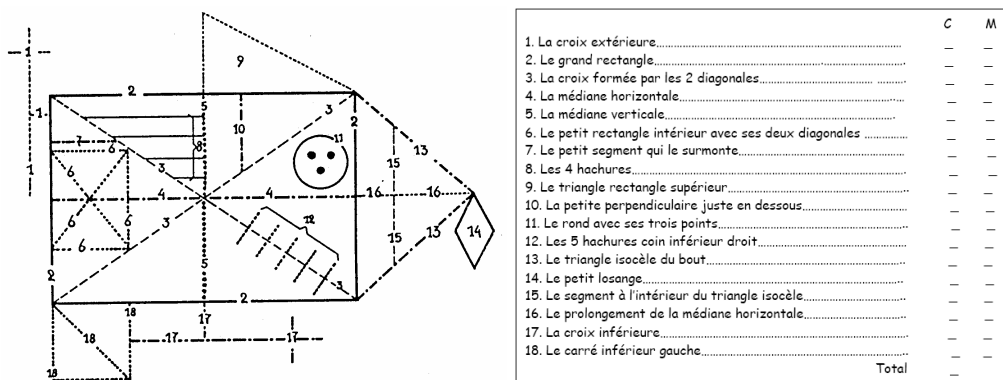 1
9
2
5
3
1
2
10
11
8
13
7
6
15
6
3
1
4
4
16
16
6
6
3
12
14
6
15
13
5
3
2
2
18
17
18
17
17
18
C M
1. La croix extérieure
2. Le grand rectangle
3. La croix formée par les 2 diagonales
4. La médiane horizontale
5. La médiane verticale
6. Le petit rectangle intérieur avec ses deux diagonales
7. Le petit segment qui le surmonte
8. Les 4 hachures
9. Le triangle rectangle supérieur
10. La petite perpendiculaire juste en dessous
11. Le rond avec ses trois points
12. Les 5 hachures coin inférieur droit
13. Le triangle isocèle du bout
14. Le petit losange
15. Le segment à l'intérieur du triangle isocèle
16. Le prolongement de la médiane horizontale
17. La croix inférieure
18. Le carré inférieur gauche
Total